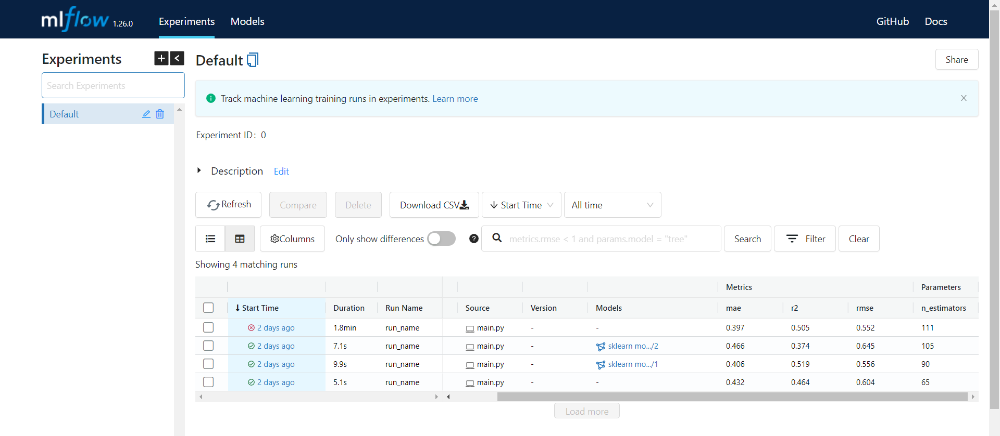 mlflow 1.26.0 Experiments Models GitHub Docs
Experiments
Search Experiments
Default
Default
Share
Track machine learning training runs in experiments. Learn more
Experiment ID: 0
Description Edit
Refresh Compare Delete Download CSV Start Time All time
Columns Only show differences metrics.rmse < 1 and params.model = "tree" Search Filter Clear
Showing 4 matching runs
Metrics Parameters
Start Time Duration Run Name Source Version Models mae r2 rmse n_estimators
2 days ago 1.8min run_name main.py - - 0.397 0.505 0.552 111
2 days ago 7.1s run_name main.py - sklearn mo.../2 0.466 0.374 0.645 105
2 days ago 9.9s run_name main.py - sklearn mo.../1 0.406 0.519 0.556 90
2 days ago 5.1s run_name main.py - - 0.432 0.464 0.604 65
Load more